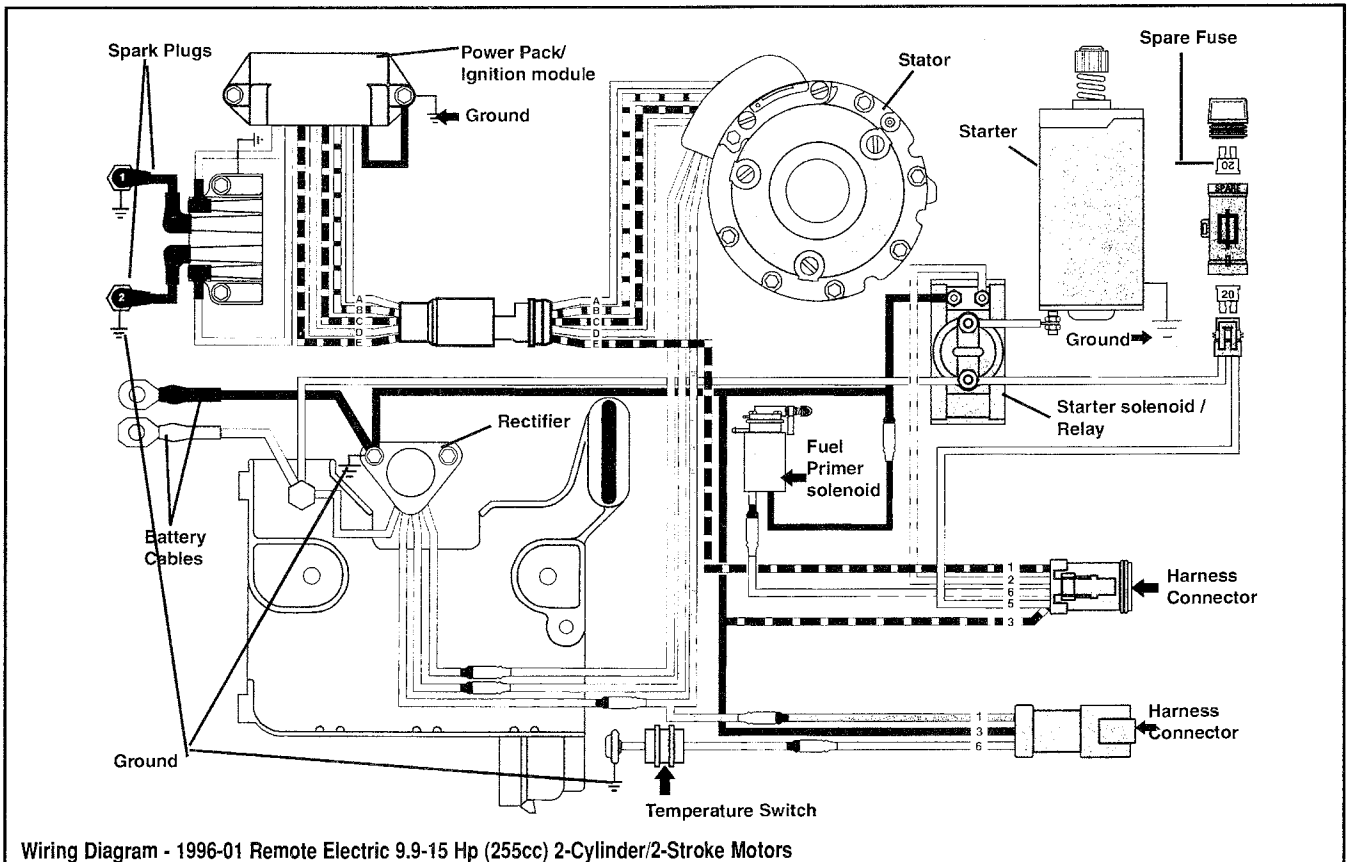 Spark Plugs
Power Pack/
Ignition module
Ground
Stator
Starter
Spare Fuse
20
SPARE
20
1
2
A
B
C
D
E
A
B
C
D
E
Ground
Starter solenoid /
Relay
Rectifier
Fuel
Primer
solenoid
Battery
Cables
1
2
6
5
3
Harness
Connector
1
3
6
Harness
Connector
Ground
Temperature Switch
Wiring Diagram - 1996-01 Remote Electric 9.9-15 Hp (255cc) 2-Cylinder/2-Stroke Motors